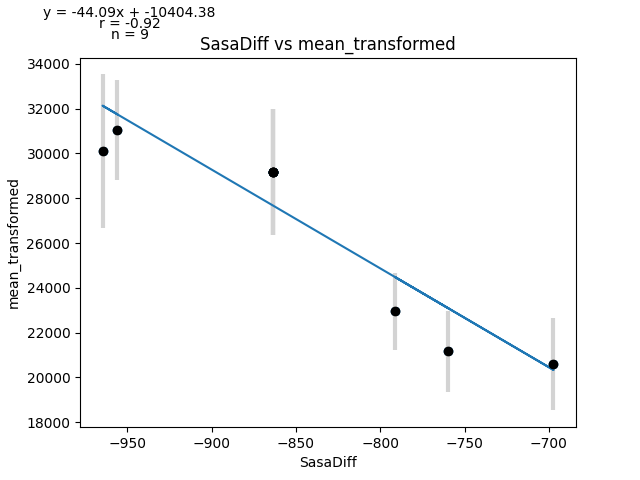 y = -44.09x + -10404.38
r = -0.92
n = 9
SasaDiff vs mean_transformed
34000
32000
30000
28000
26000
24000
22000
20000
18000
mean_transformed
−950
−900
−850
−800
−750
−700
SasaDiff